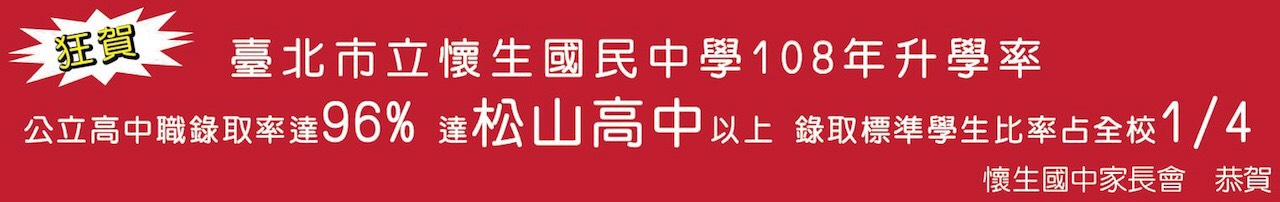 狂賀
臺北市立懷生國民中學108年升學率
公立高中職錄取率達96% 達松山高中以上 錄取標準學生比率占全校1/4
懷生國中家長會 恭賀